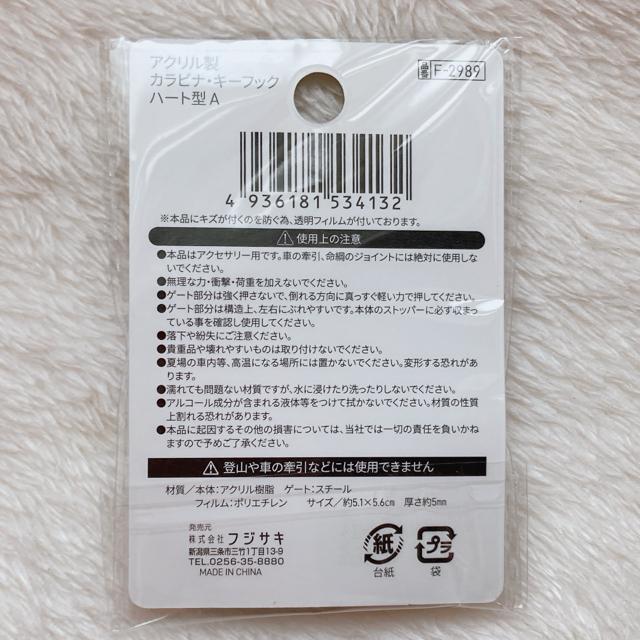 アクリル製
カラビナ・キーフック
ハート型A
品番 F-2989
4 936181 534132
※本品にキズが付くのを防ぐ為、透明フィルムが付いております。
使用上の注意
●本品はアクセサリー用です。車の牽引、命綱のジョイントには絶対に使用しな
いでください。
●無理な力・衝撃・荷重を加えないでください。
●ゲート部分は強く押さないで、倒れる方向に真っすぐ軽い力で押してください。
●ゲート部分は構造上、左右にぶれやすいです。本体のストッパーに必ず収まっ
ている事を確認し使用してください。
●落下や紛失にご注意ください。
●貴重品や壊れやすいものは取り付けないでください。
●夏場の車内等、高温になる場所には置かないでください。変形する恐れがあ
ります。
●濡れても問題ない材質ですが、水に浸けたり洗ったりしないでください。
●アルコール成分が含まれる液体等をつけて拭かないでください。材質の性質
上割れる恐れがあります。
●本品に起因するその他の損害については、当社では一切の責任を負いかね
ますので予めご了承ください。
登山や車の牽引などには使用できません
材質／本体：アクリル樹脂 ゲート：スチール
フィルム：ポリエチレン サイズ／約5.1×5.6㎝ 厚さ約5㎜
発売元
株式会社 フジサキ
新潟県三条市三竹1丁目13-9
TEL.0256-35-8880
MADE IN CHINA
紙
台紙
プラ
袋